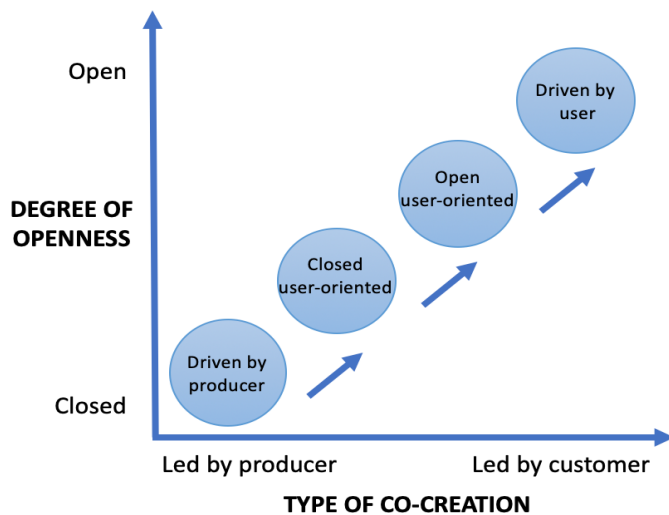 Open
Driven by
user
Open
user-oriented
DEGREE OF
OPENNESS
Closed
user-oriented
Driven by
producer
Closed
Led by producer
Led by customer
TYPE OF CO-CREATION